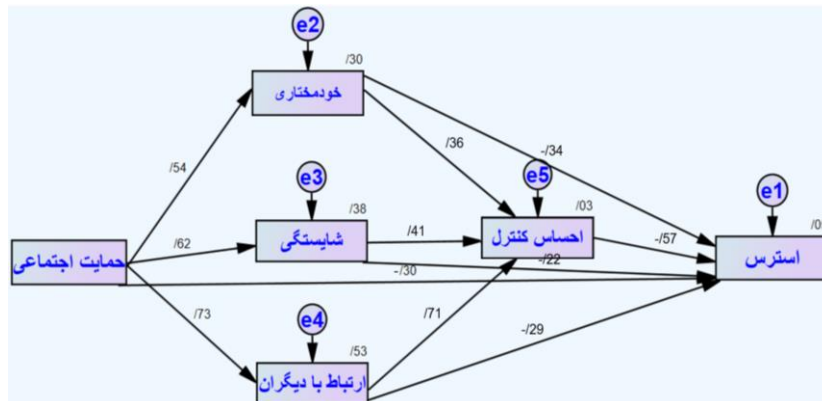 e2
/30
خودمختاری
/54
/36
-/34
e3
/38
شایستگی
/62
/41
e5
/03
احساس کنترل
-/57
e1
استرس
حمایت اجتماعی
-/30
-/22
/73
/71
-/29
e4
/53
ارتباط با دیگران